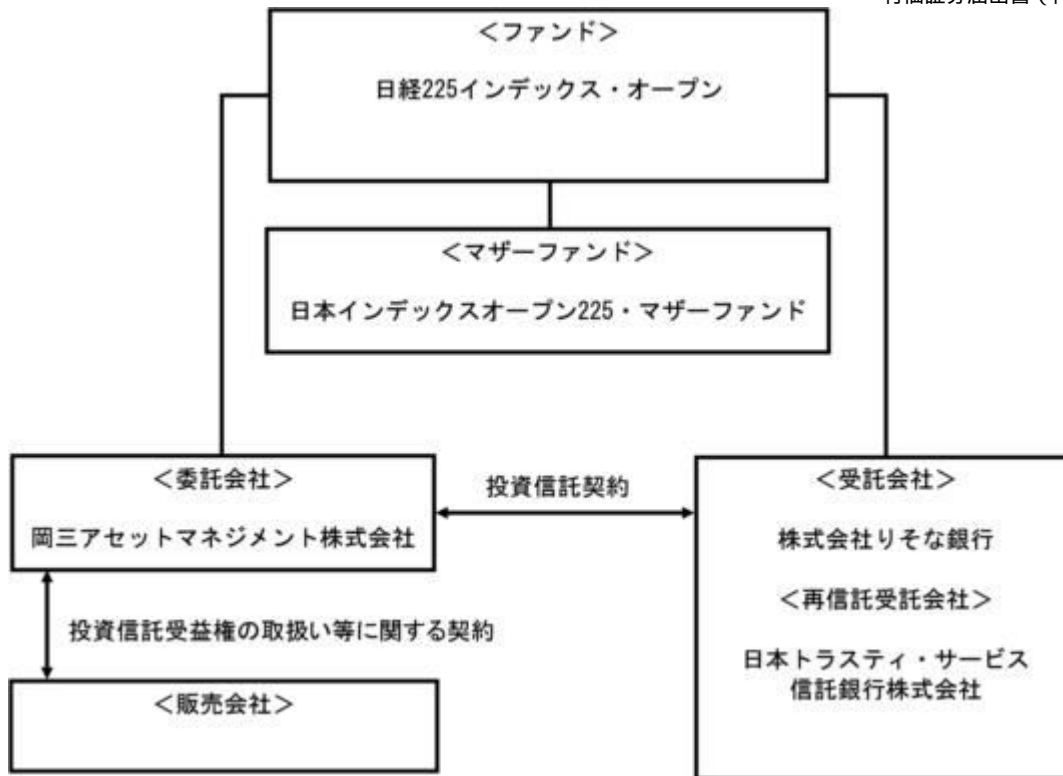 ＜ファンド＞
日経225インデックス・オープン
＜マザーファンド＞
日本インデックスオープン225・マザーファンド
＜委託会社＞
岡三アセットマネジメント株式会社
投資信託契約
＜受託会社＞
株式会社りそな銀行
＜再信託受託会社＞
日本トラスティ・サービス
信託銀行株式会社
投資信託受益権の取扱い等に関する契約
＜販売会社＞